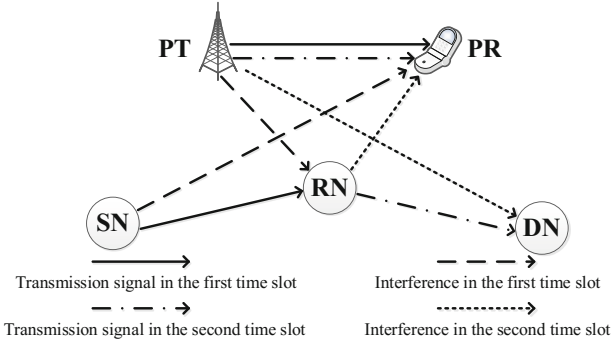 PT
PR
RN
SN
DN
Transmission signal in the first time slot
Interference in the first time slot
Transmission signal in the second time slot
Interference in the second time slot